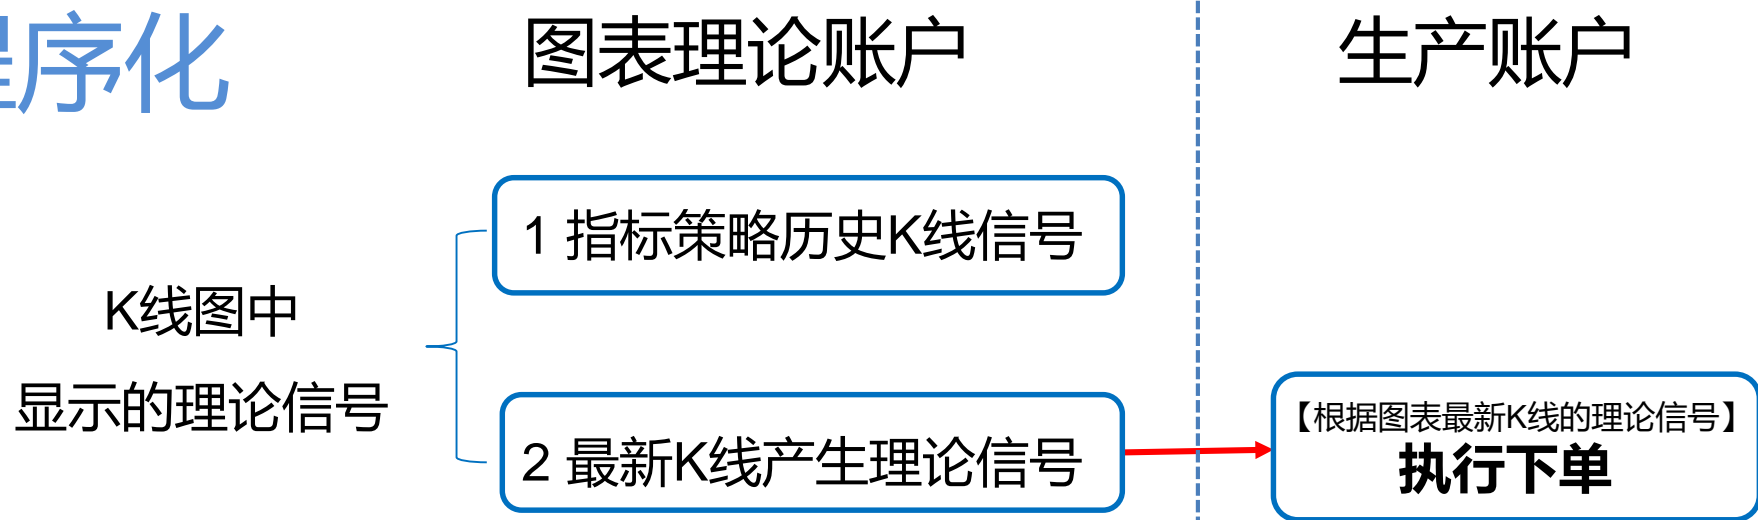 程序化
图表理论账户
生产账户
1 指标策略历史K线信号
K线图中
显示的理论信号
2 最新K线产生理论信号
【根据图表最新K线的理论信号】
执行下单